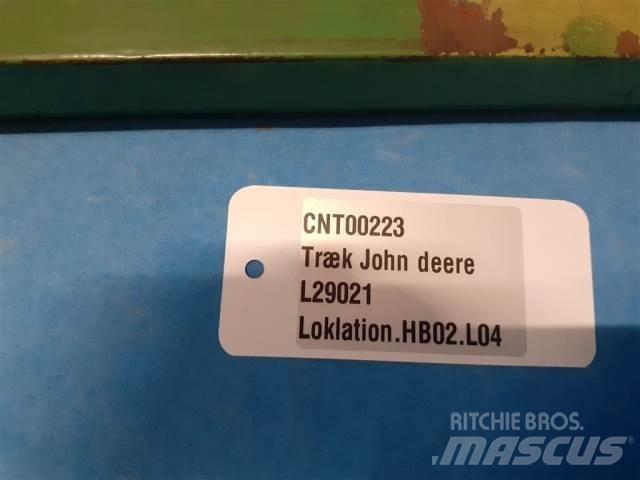 CNT00223
Træk John deere
L29021
Loklation.HB02.L04
RITCHIE BROS.
MASCUS